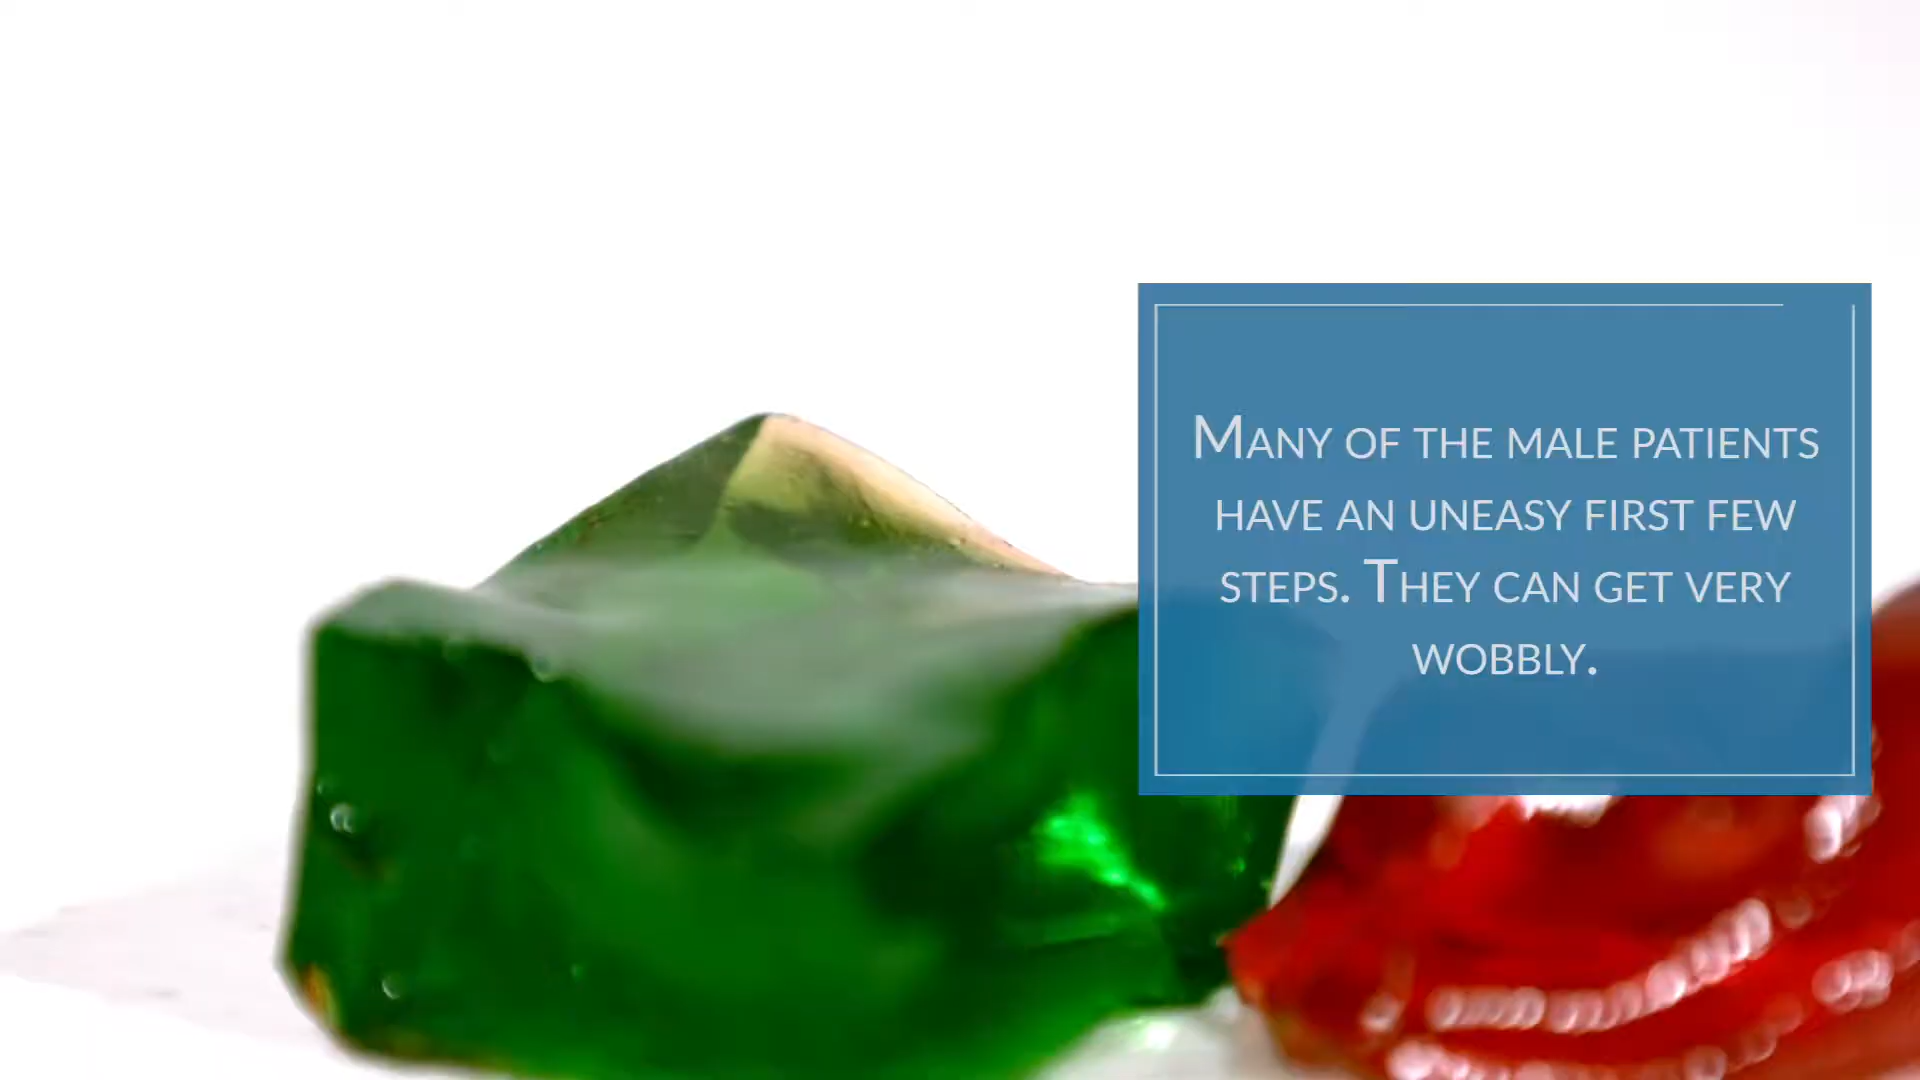 Many of the male patients
have an uneasy first few
steps. They can get very
wobbly.